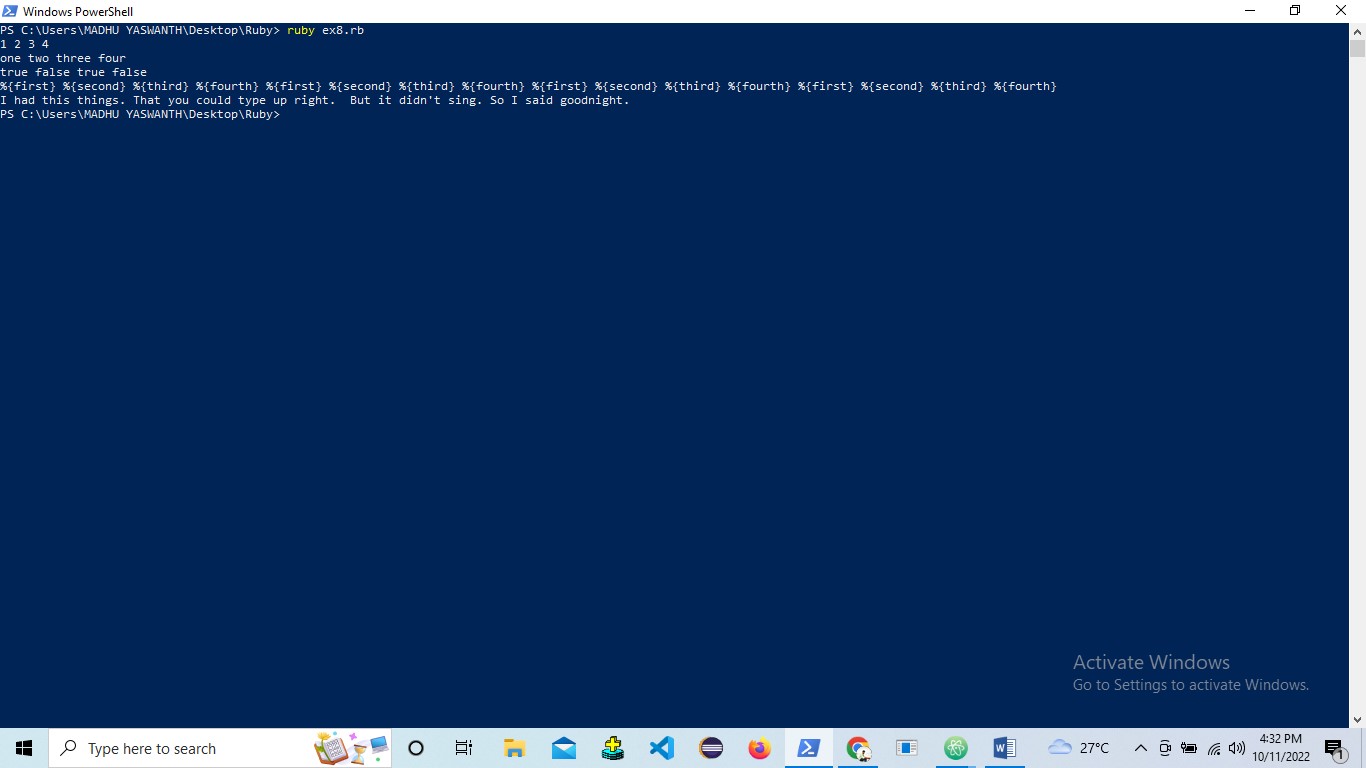 Windows PowerShell
PS C:\Users\MADHU YASWANTH\Desktop\Ruby> ruby ex8.rb
1 2 3 4
one two three four
true false true false
%{first} %{second} %{third} %{fourth} %{first} %{second} %{third} %{fourth} %{first} %{second} %{third} %{fourth} %{first} %{second} %{third} %{fourth}
I had this things. That you could type up right.  But it didn't sing. So I said goodnight.
PS C:\Users\MADHU YASWANTH\Desktop\Ruby>
Activate Windows
Go to Settings to activate Windows.
Type here to search
27°C
4:32 PM
10/11/2022
1